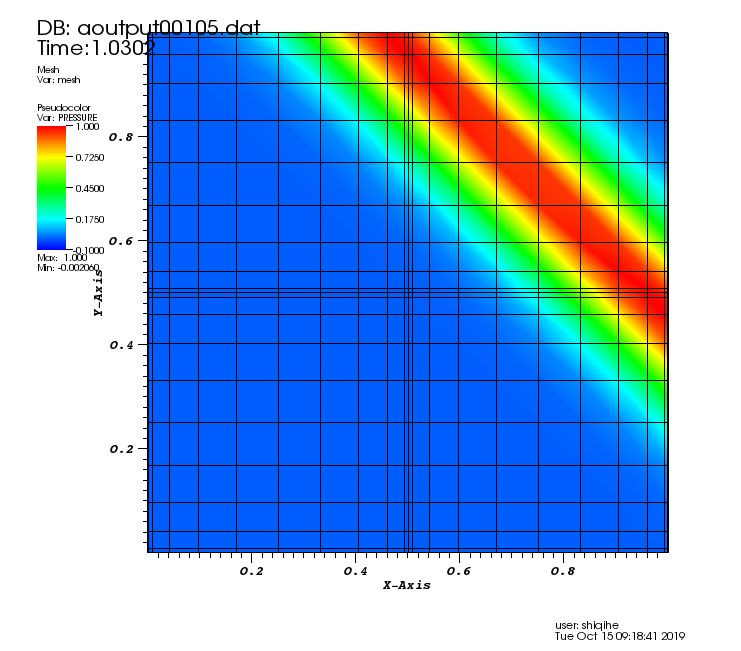 DB: aoutput00105.dat
Time:1.0302
Mesh
Var: mesh
Pseudocolor
Var: PRESSURE
1.000
0.7250
0.4500
0.1750
-0.1000
Max: 1.000
Min: -0.002060
Y-Axis
0.8
0.6
0.4
0.2
0.2 0.4 0.6 0.8
X-Axis
user: shiqihe
Tue Oct 15 09:18:41 2019